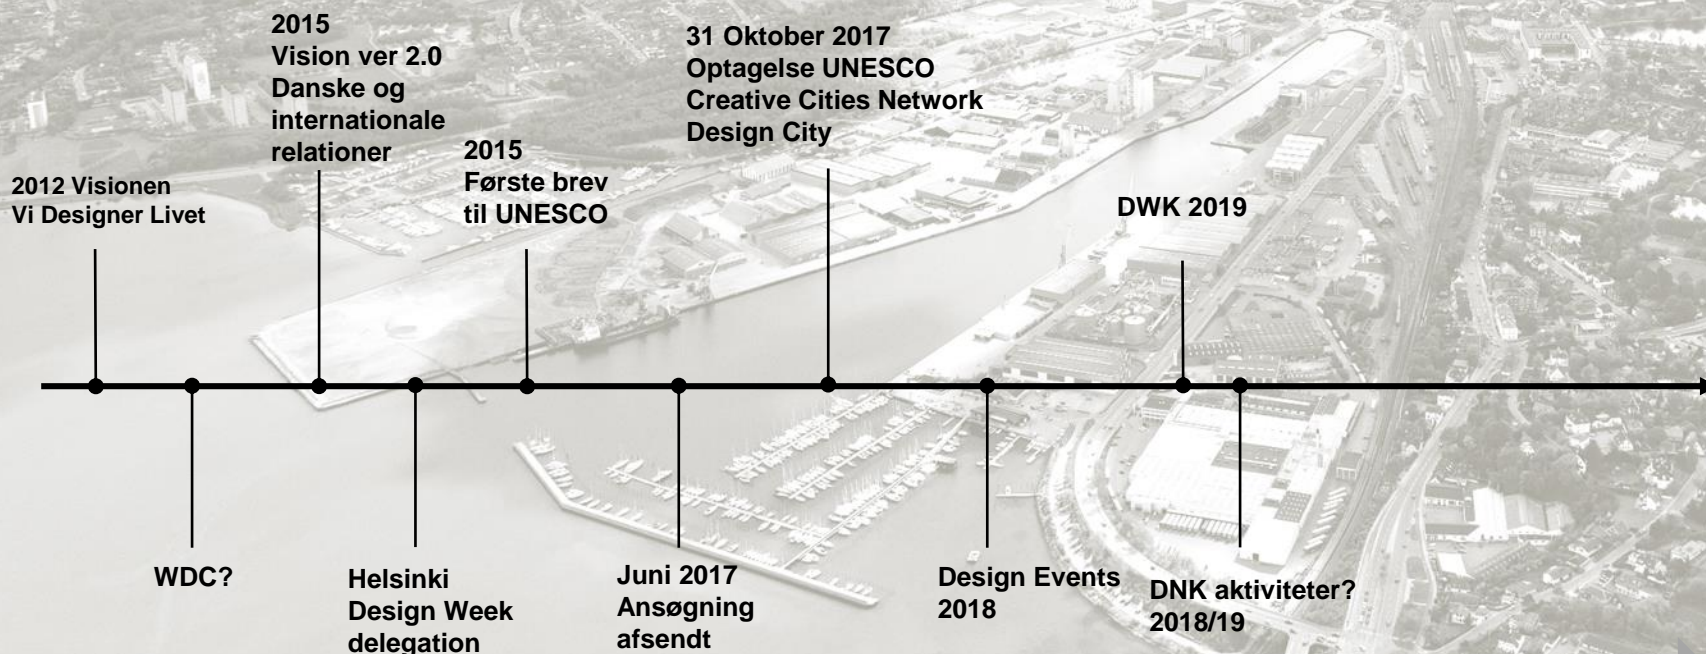 2012 Visionen
Vi Designer Livet
WDC?
2015
Vision ver 2.0
Danske og
internationale
relationer
Helsinki
Design Week
delegation
2015
Første brev
til UNESCO
Juni 2017
Ansøgning
afsendt
31 Oktober 2017
Optagelse UNESCO
Creative Cities Network
Design City
Design Events
2018
DWK 2019
DNK aktiviteter?
2018/19